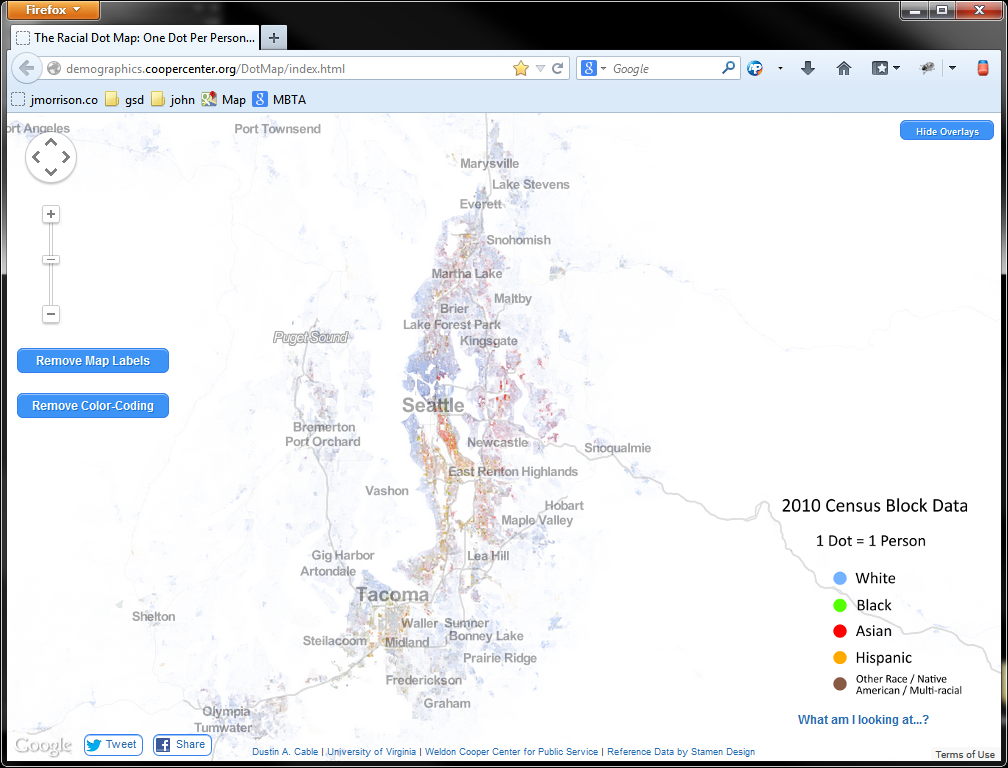 Firefox
The Racial Dot Map: One Dot Per Person...
demographics.coopercenter.org/DotMap/index.html
Google
jmorrison.co
gsd
john
Map
MBTA
ort Angeles
Port Townsend
Hide Overlays
Marysville
Lake Stevens
Everett
Snohomish
Martha Lake
Maltby
Brier
Lake Forest Park
Puget Sound
Kingsgate
Remove Map Labels
Remove Color-Coding
Seattle
Bremerton
Port Orchard
Newcastle
Snoqualmie
East Renton Highlands
Vashon
Hobart
Maple Valley
2010 Census Block Data
1 Dot = 1 Person
Gig Harbor
Artondale
Lea Hill
White
Tacoma
Black
Shelton
Waller Sumner
Asian
Steilacoom
Midland
Bonney Lake
Prairie Ridge
Hispanic
Frederickson
Other Race / Native
American / Multi-racial
Graham
Olympia
Tumwater
What am I looking at...?
Google
Tweet
Share
Dustin A. Cable | University of Virginia | Weldon Cooper Center for Public Service | Reference Data by Stamen Design
Terms of Use